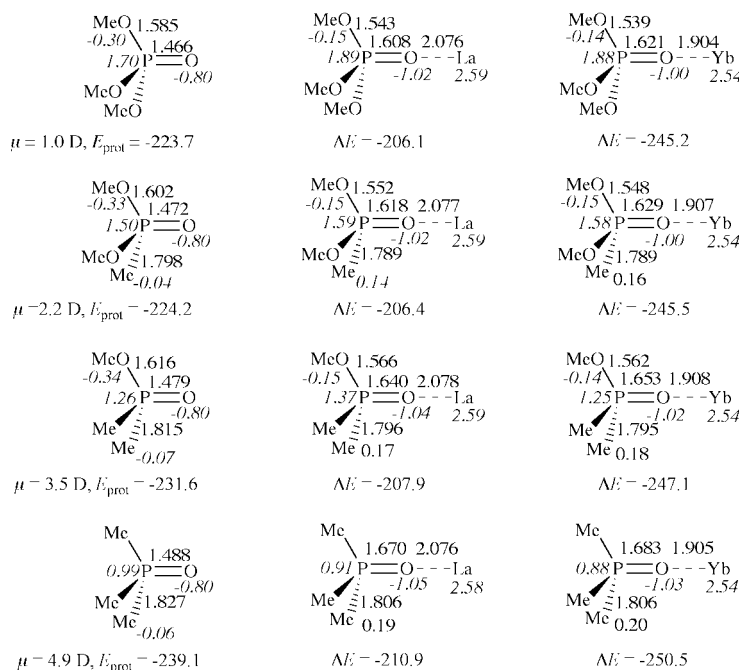 MeO 1.585 MeO 1.543 MeO 1.539
-0.30 1.466 -0.15 1.608 2.076 -0.14 1.621 1.904
1.70 P O 1.89 P O La 1.88 P O Yb
-0.80 -1.02 2.59 -1.00 2.54
MeO MeO MeO
MeO MeO MeO
μ = 1.0 D, Eprot = -223.7 ΔE = -206.1 ΔE = -245.2
MeO 1.602 MeO 1.552 MeO 1.548
-0.33 1.472 -0.15 1.618 2.077 -0.15 1.629 1.907
1.50 P O 1.59 P O La 1.58 P O Yb
-0.80 -1.02 2.59 -1.00 2.54
MeO 1.798 MeO 1.789 MeO 1.789
Me -0.04 Me 0.14 Me 0.16
μ =2.2 D, Eprot = -224.2 ΔE = -206.4 ΔE = -245.5
MeO 1.616 MeO 1.566 MeO 1.562
-0.34 1.479 -0.15 1.640 2.078 -0.14 1.653 1.908
1.26 P O 1.37 P O La 1.25 P O Yb
-0.80 -1.04 2.59 -1.02 2.54
Me 1.815 Me 1.796 Me 1.795
Me -0.07 Me 0.17 Me 0.18
μ = 3.5 D, Eprot = -231.6 ΔE = -207.9 ΔE = -247.1
Me 1.488 Me 1.670 2.076 Me 1.683 1.905
0.99 P O 0.91 P O La 0.88 P O Yb
-0.80 -1.05 2.58 -1.03 2.54
Me 1.827 Me 1.806 Me 1.806
Me -0.06 Me 0.19 Me 0.20
μ = 4.9 D, Eprot = -239.1 ΔE = -210.9 ΔE = -250.5